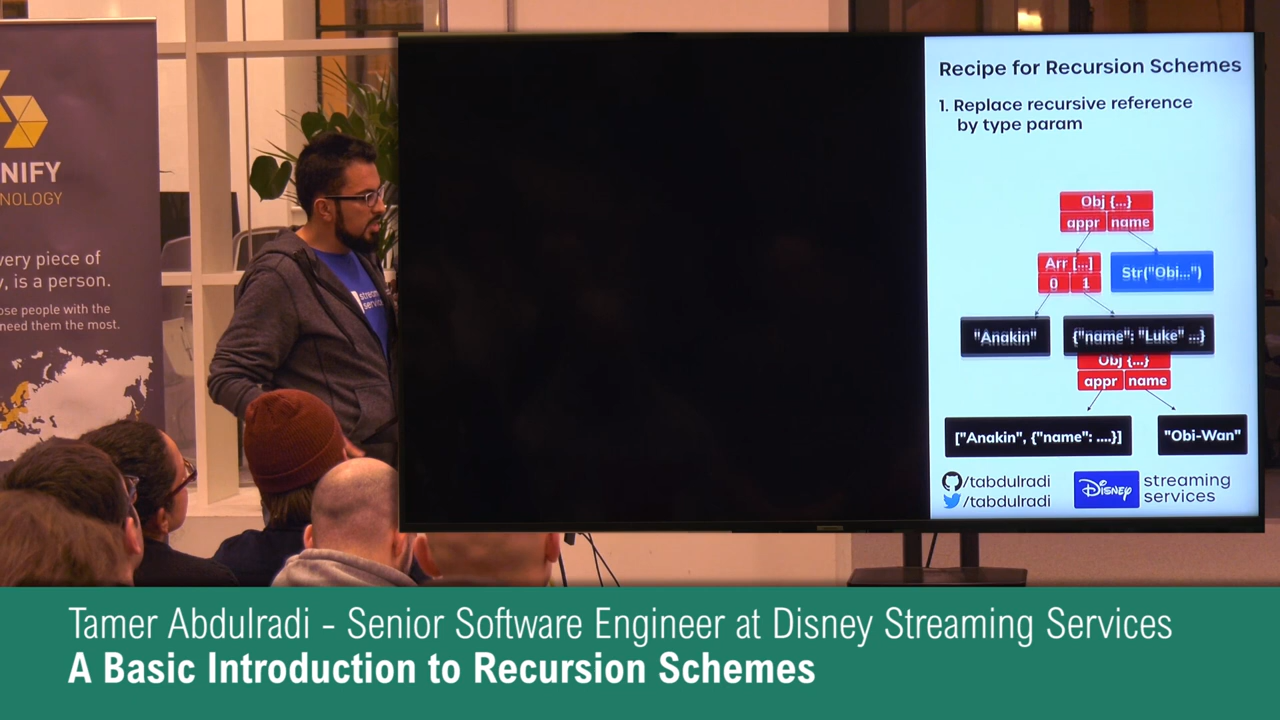 NIFY
NOLOGY
very piece of
y, is a person.
ose people with the
need them the most.
stream
servic
Recipe for Recursion Schemes
1. Replace recursive reference
by type param
Obj {...}
appr name
Arr [...]
0 1
Str("Obi...")
"Anakin"
{"name": "Luke" ...}
Obj {...}
appr name
["Anakin", {"name": ....}]
"Obi-Wan"
/tabdulradi
/tabdulradi
Disney
streaming
services
Tamer Abdulradi - Senior Software Engineer at Disney Streaming Services
A Basic Introduction to Recursion Schemes